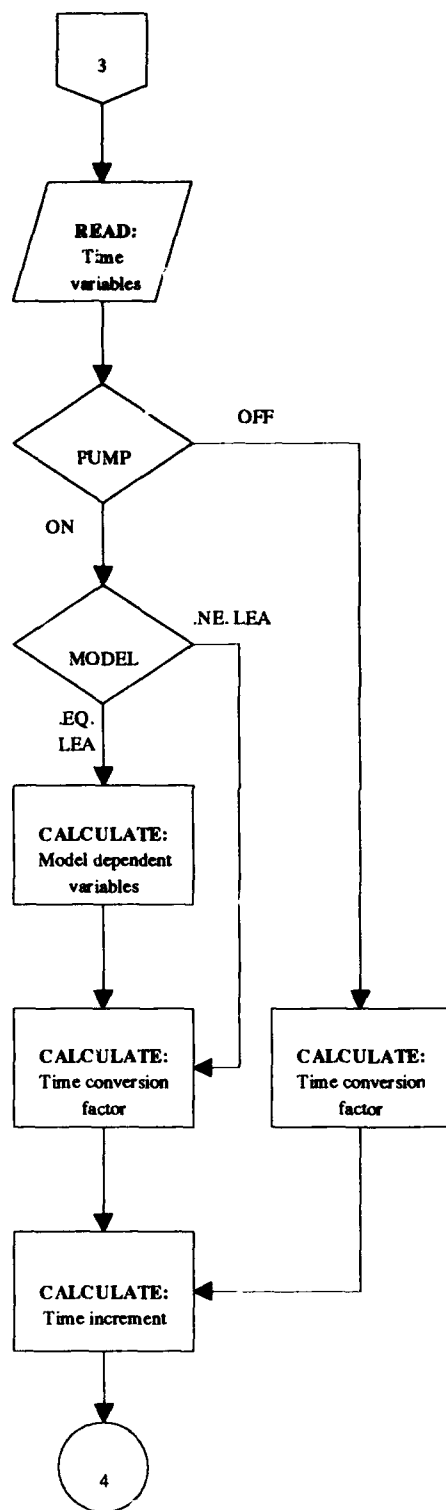 3
READ:
Time
variables
PUMP
OFF
ON
MODEL
.NE. LEA
.EQ.
LEA
CALCULATE:
Model dependent
variables
CALCULATE:
Time conversion
factor
CALCULATE:
Time conversion
factor
CALCULATE:
Time increment
4